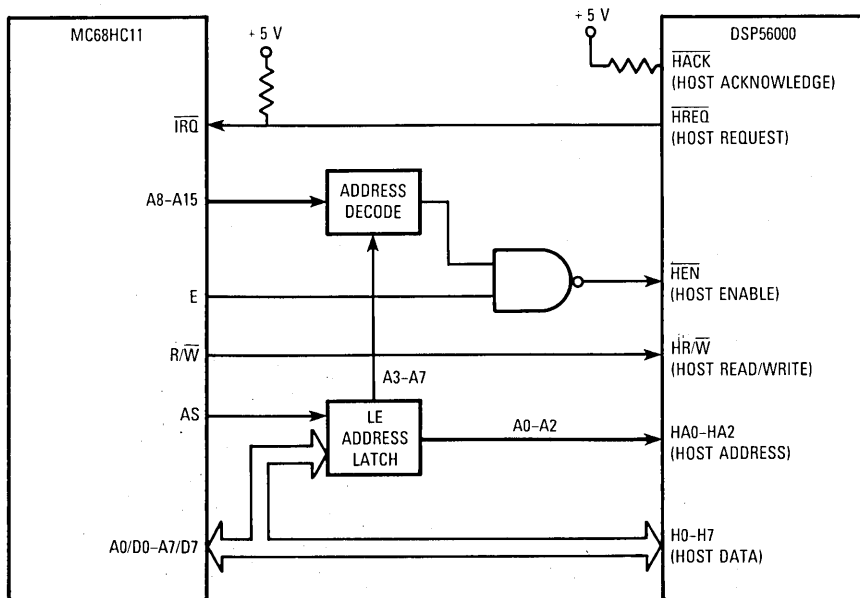 MC68HC11
+ 5 V
+ 5 V
DSP56000
HACK
(HOST ACKNOWLEDGE)
IRQ
HREQ
(HOST REQUEST)
A8–A15
ADDRESS
DECODE
E
HEN
(HOST ENABLE)
R/W
HR/W
(HOST READ/WRITE)
A3–A7
AS
LE
ADDRESS
LATCH
A0–A2
HA0–HA2
(HOST ADDRESS)
A0/D0–A7/D7
H0–H7
(HOST DATA)